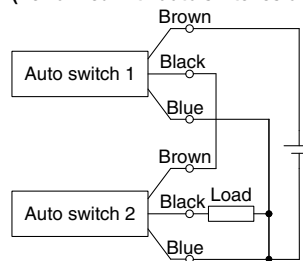 Brown
Auto switch 1
Black
Blue
Brown
Auto switch 2
Black Load
Blue